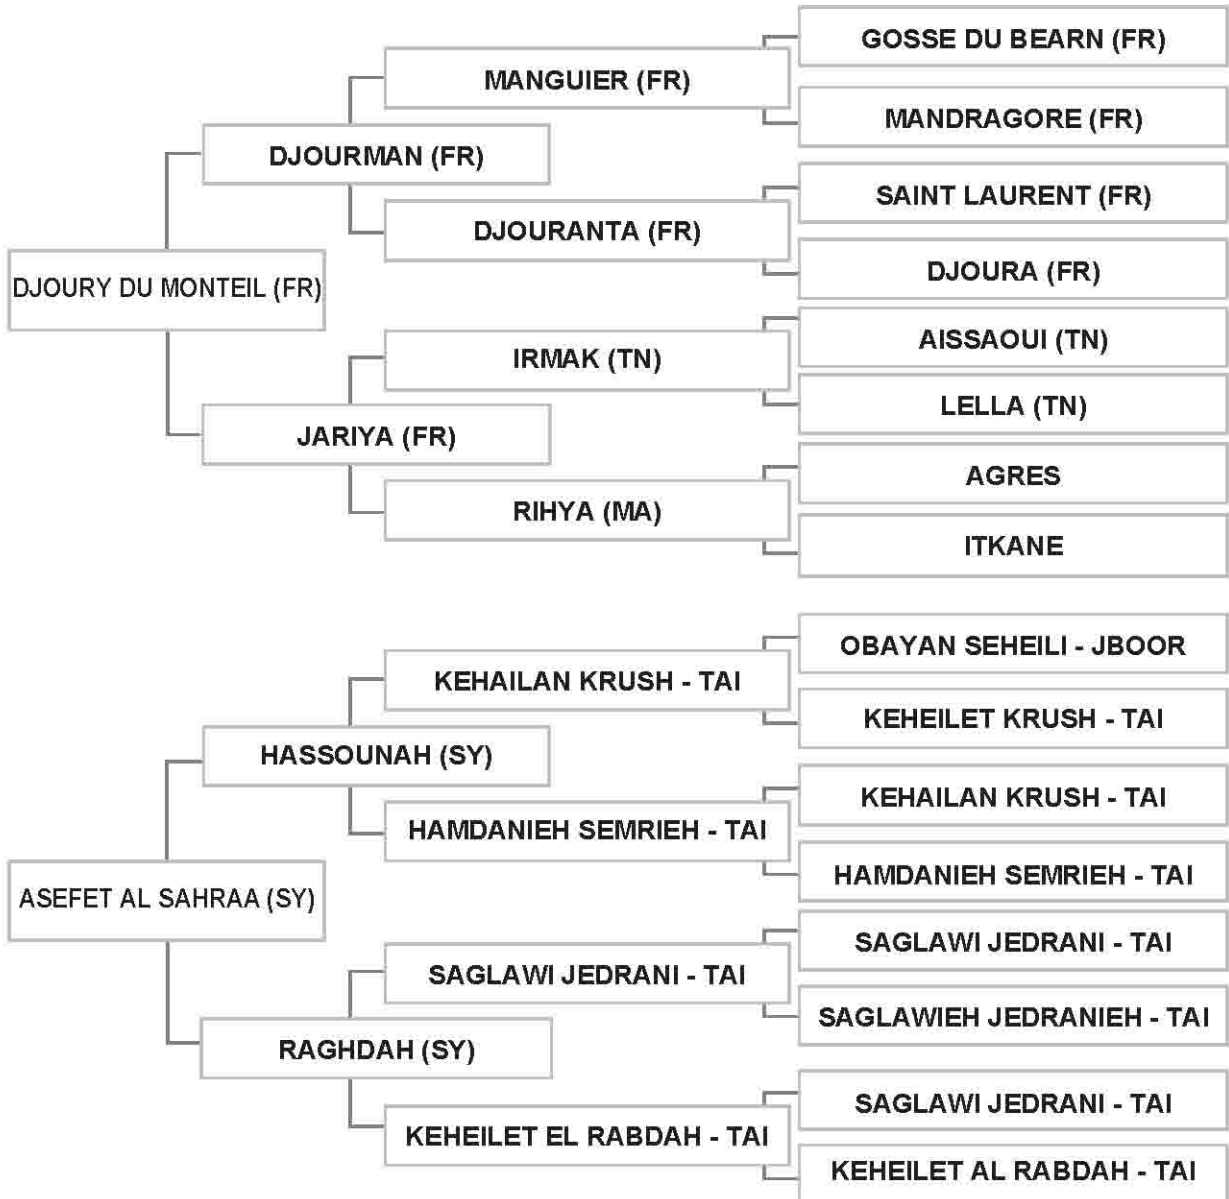 GOSSE DU BEARN (FR)
MANGUIER (FR)
MANDRAGORE (FR)
DJOURMAN (FR)
SAINT LAURENT (FR)
DJOURANTA (FR)
DJOURA (FR)
DJOURY DU MONTEIL (FR)
AISSAOUI (TN)
IRMAK (TN)
LELLA (TN)
JARIYA (FR)
AGRES
RIHYA (MA)
ITKANE
OBAYAN SEHEILI - JBOOR
KEHAILAN KRUSH - TAI
KEHEILET KRUSH - TAI
HASSOUNAH (SY)
KEHAILAN KRUSH - TAI
HAMDANIEH SEMRIEH - TAI
HAMDANIEH SEMRIEH - TAI
ASEFET AL SAHRAA (SY)
SAGLAWI JEDRANI - TAI
SAGLAWI JEDRANI - TAI
SAGLAWIEH JEDRANIEH - TAI
RAGHDAH (SY)
SAGLAWI JEDRANI - TAI
KEHEILET EL RABDAH - TAI
KEHEILET AL RABDAH - TAI